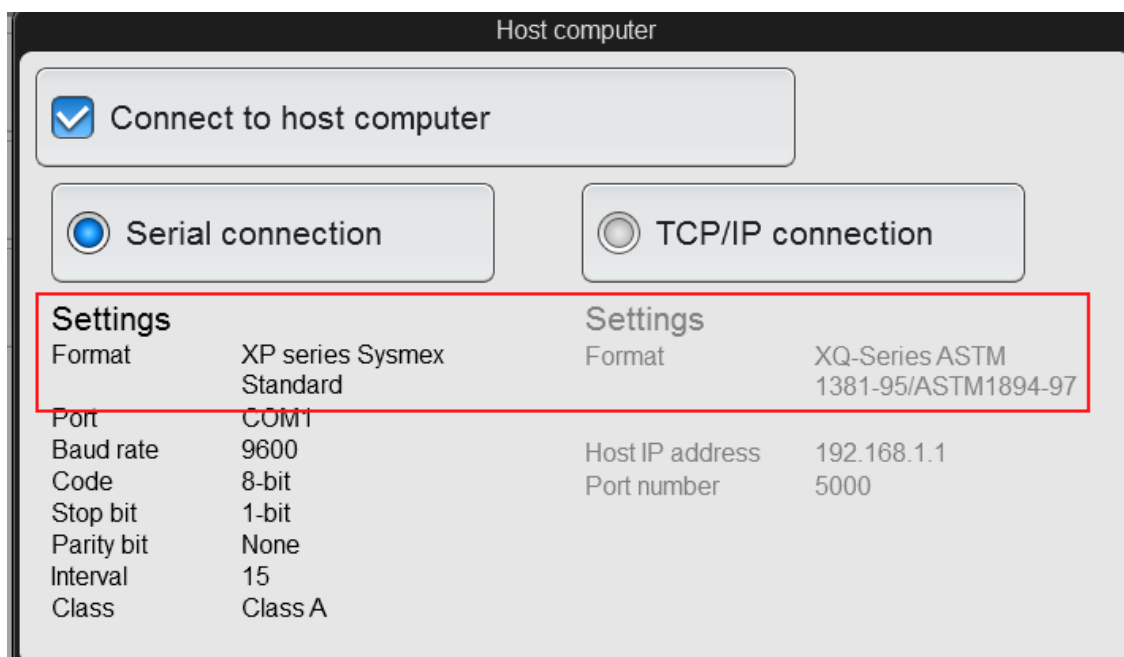 Host computer
Connect to host computer
Serial connection
TCP/IP connection
Settings
Format XP series Sysmex
Standard
Port COM1
Baud rate 9600
Code 8-bit
Stop bit 1-bit
Parity bit None
Interval 15
Class Class A
Settings
Format XQ-Series ASTM
1381-95/ASTM1894-97
Host IP address 192.168.1.1
Port number 5000